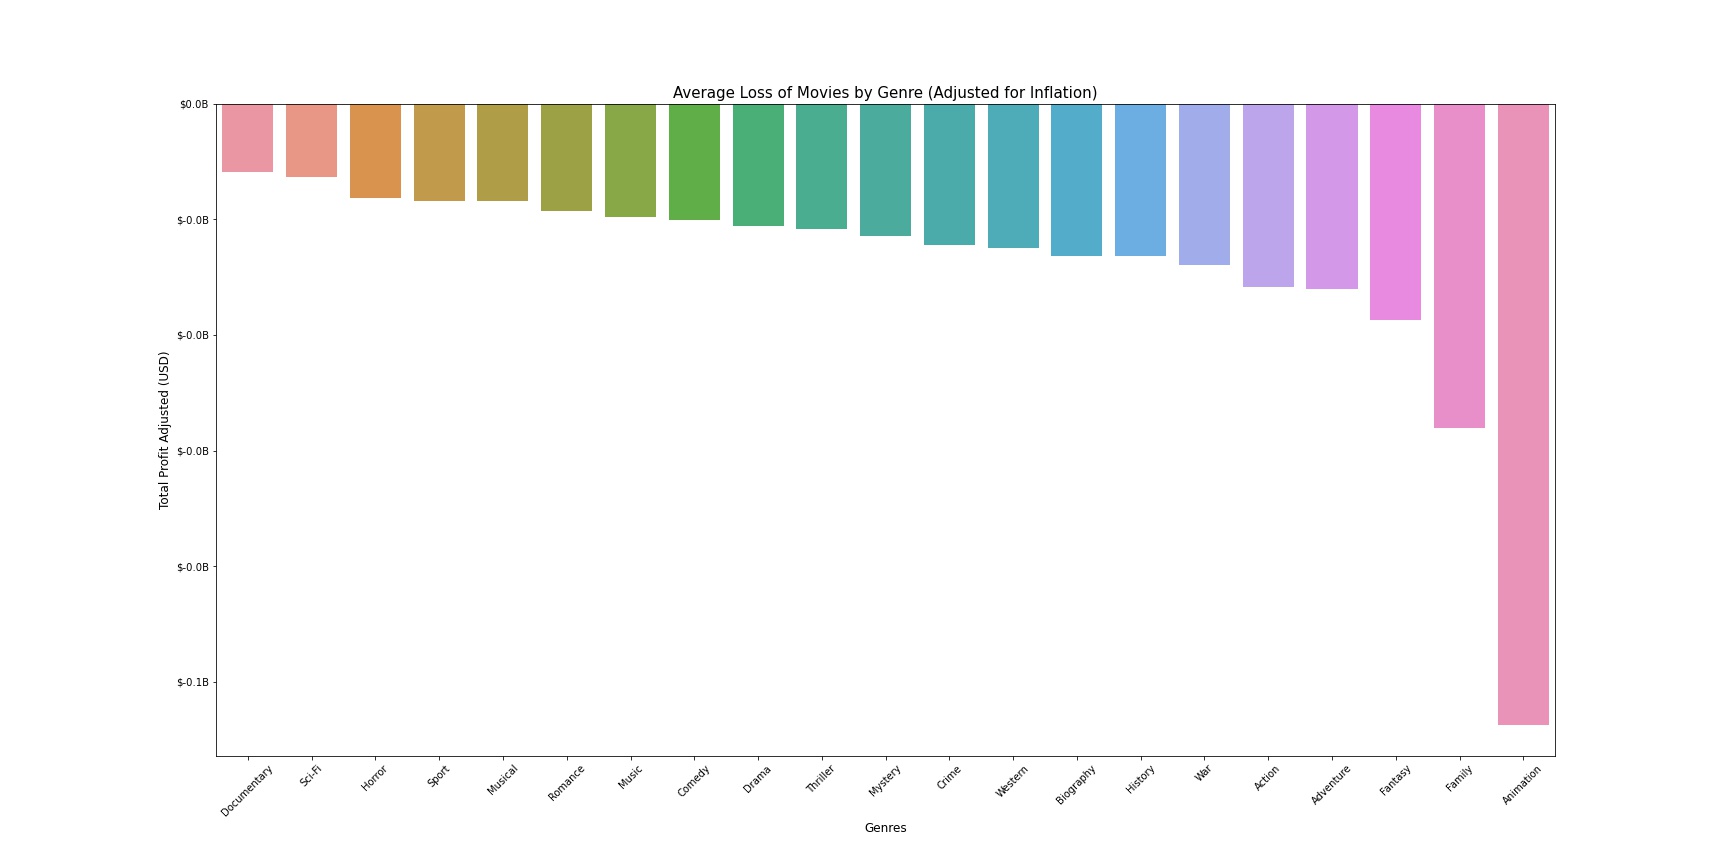 Average Loss of Movies by Genre (Adjusted for Inflation)
Total Profit Adjusted (USD)
$0.0B
$-0.0B
$-0.0B
$-0.0B
$-0.0B
$-0.1B
Documentary
Sci-Fi
Horror
Sport
Musical
Romance
Music
Comedy
Drama
Thriller
Mystery
Crime
Western
Biography
History
War
Action
Adventure
Fantasy
Family
Animation
Genres